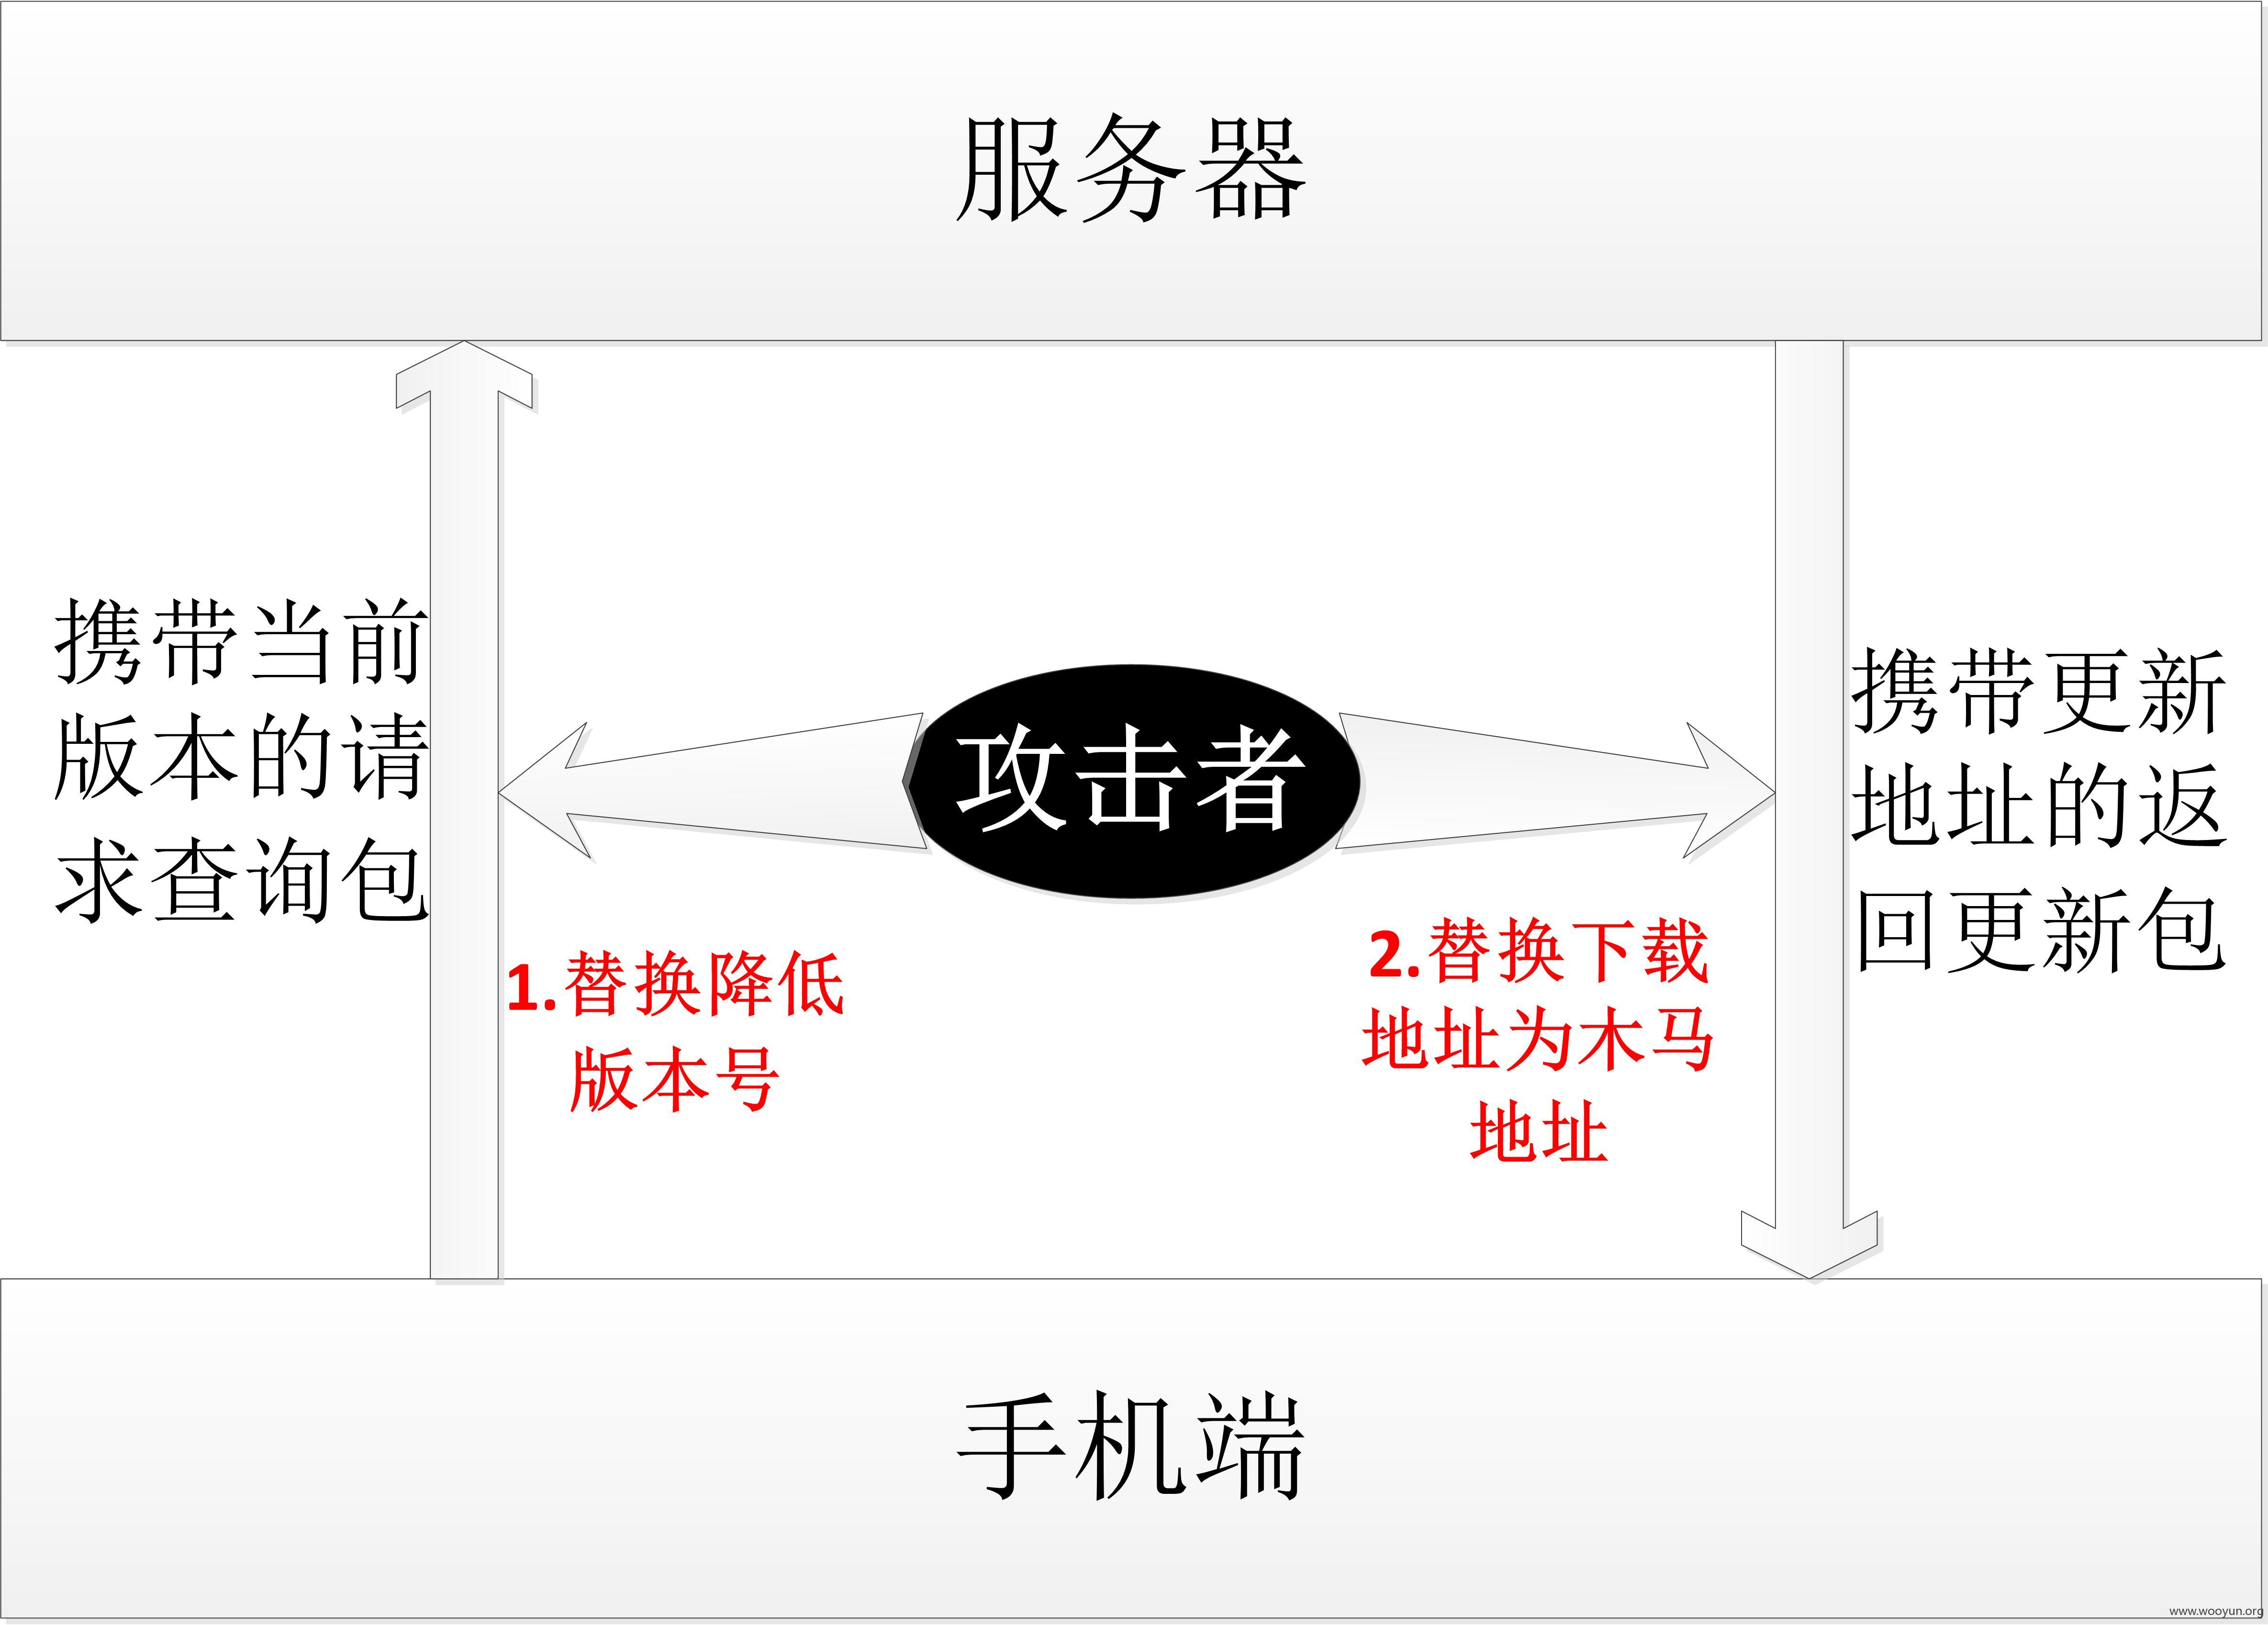 服务器
携带当前
版本的请
求查询包
攻击者
携带更新
地址的返
回更新包
1.替换降低
版本号
2.替换下载
地址为木马
地址
手机端
www.wooyun.org